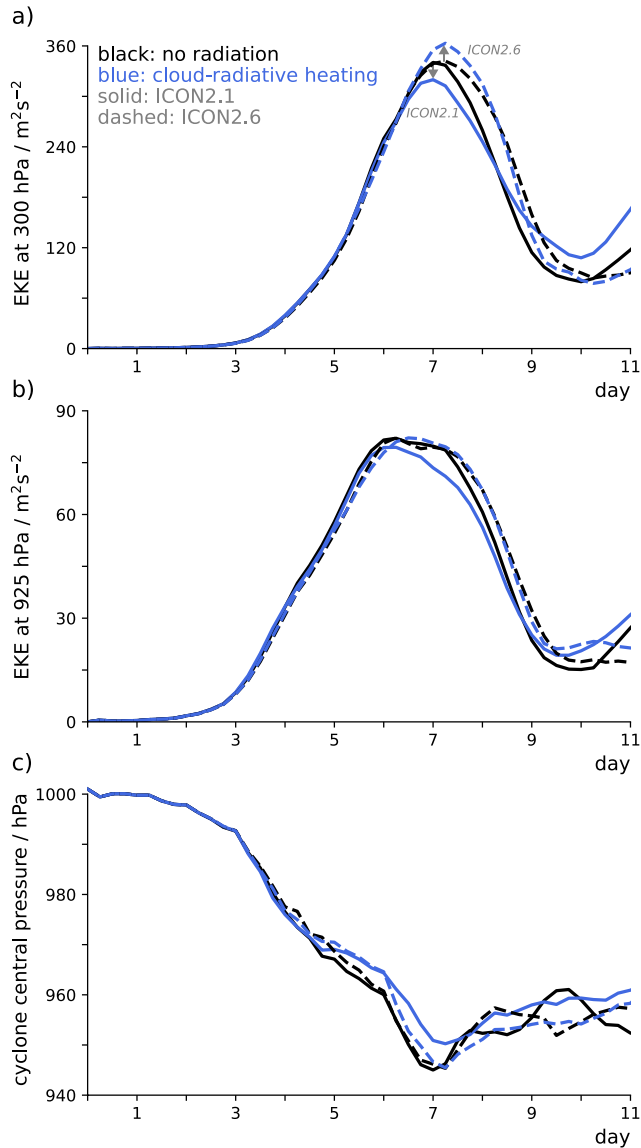 a)
360
240
120
0
EKE at 300 hPa / m²s⁻²
black: no radiation
blue: cloud-radiative heating
solid: ICON2.1
dashed: ICON2.6
ICON2.6
ICON2.1
1 3 5 7 9 11
day
b)
90
60
30
0
EKE at 925 hPa / m²s⁻²
1 3 5 7 9 11
day
c)
1000
980
960
940
cyclone central pressure / hPa
1 3 5 7 9 11
day